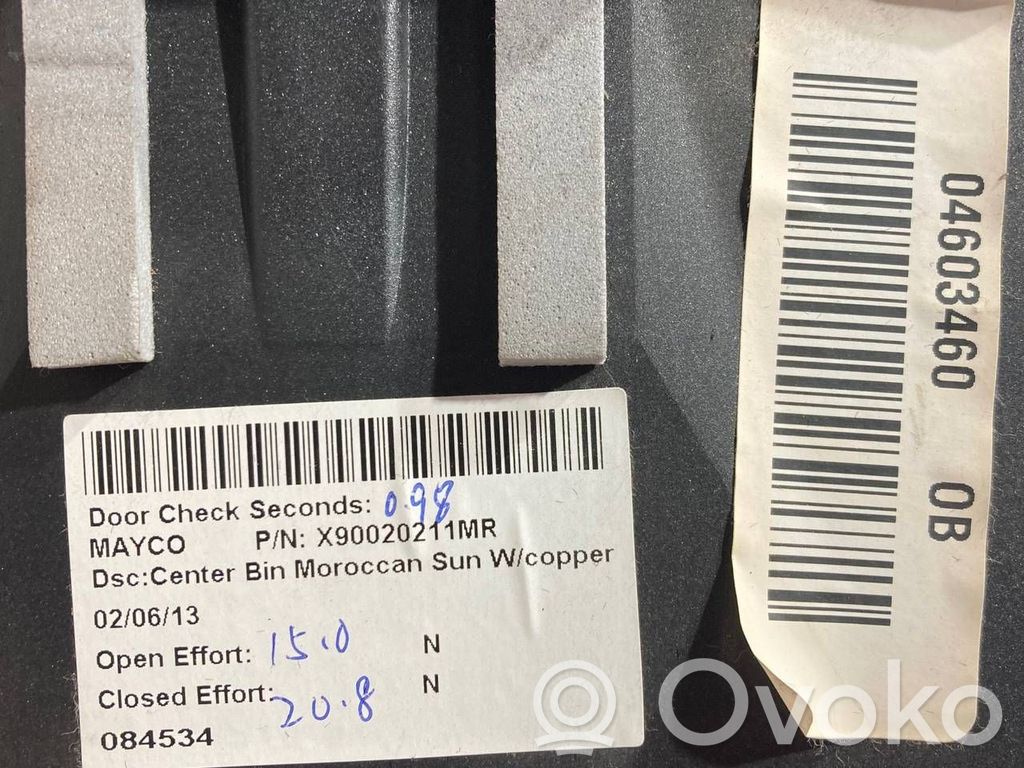 Door Check Seconds: 0.98
MAYCO P/N: X90020211MR
Dsc:Center Bin Moroccan Sun W/copper
02/06/13
Open Effort: 15.0 N
Closed Effort: 20.8 N
084534
04603460 0B
Ovoko